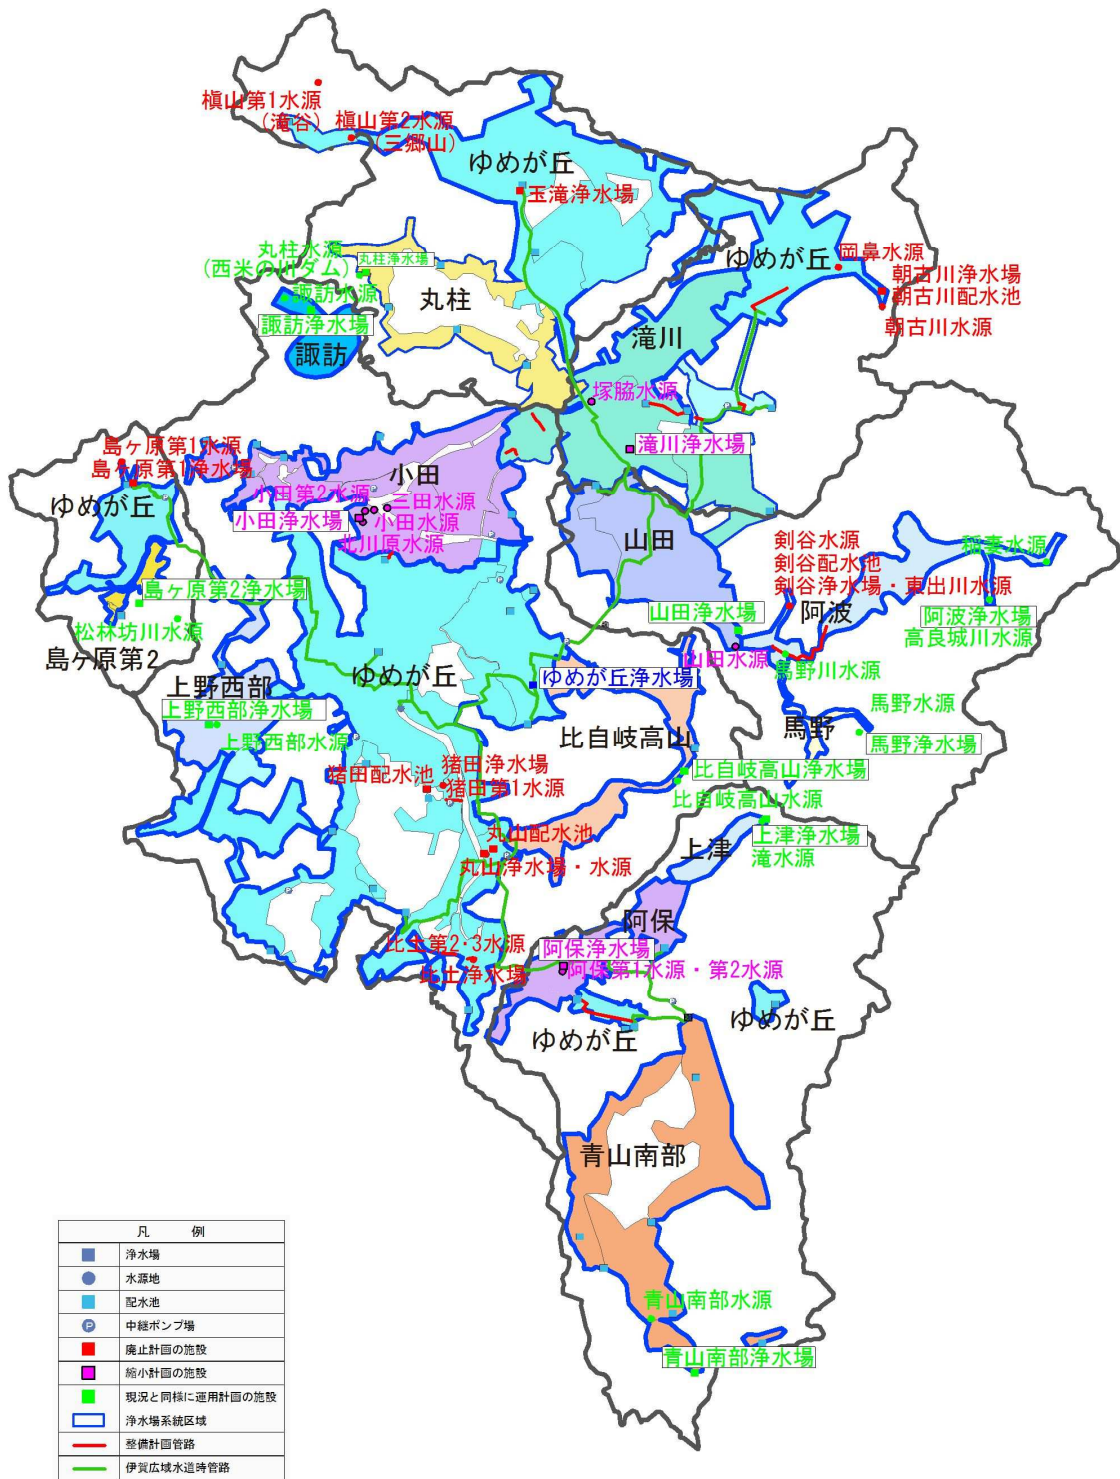 槇山第1水源
(滝谷)
槇山第2水源
(三郷山)
ゆめが丘
玉滝浄水場
丸柱水源
(西米の川ダム)
丸柱浄水場
諏訪水源
諏訪浄水場
諏訪
丸柱
ゆめが丘
岡鼻水源
朝古川浄水場
朝古川配水池
朝古川水源
滝川
塚脇水源
滝川浄水場
島ヶ原第1水源
島ヶ原第1浄水場
ゆめが丘
小田
小田第2水源
三田水源
小田浄水場
小田水源
北川原水源
山田
剣谷水源
剣谷配水池
剣谷浄水場・東出川水源
稲妻水源
阿波
阿波浄水場
高良城川水源
島ヶ原第2浄水場
松林坊川水源
島ヶ原第2
山田浄水場
山田水源
馬野川水源
上野西部
上野西部浄水場
上野西部水源
ゆめが丘
ゆめが丘浄水場
比自岐高山
馬野水源
馬野
馬野浄水場
猪田配水池
猪田浄水場
猪田第1水源
比自岐高山浄水場
比自岐高山水源
丸山配水池
丸山浄水場・水源
上津
上津浄水場
滝水源
阿保
比土第2・3水源
比土浄水場
阿保浄水場
阿保第1水源・第2水源
ゆめが丘
ゆめが丘
青山南部
青山南部水源
青山南部浄水場
凡 例
浄水場
水源地
配水池
P 中継ポンプ場
廃止計画の施設
縮小計画の施設
現況と同様に運用計画の施設
浄水場系統区域
整備計画管路
伊賀広域水道時管路